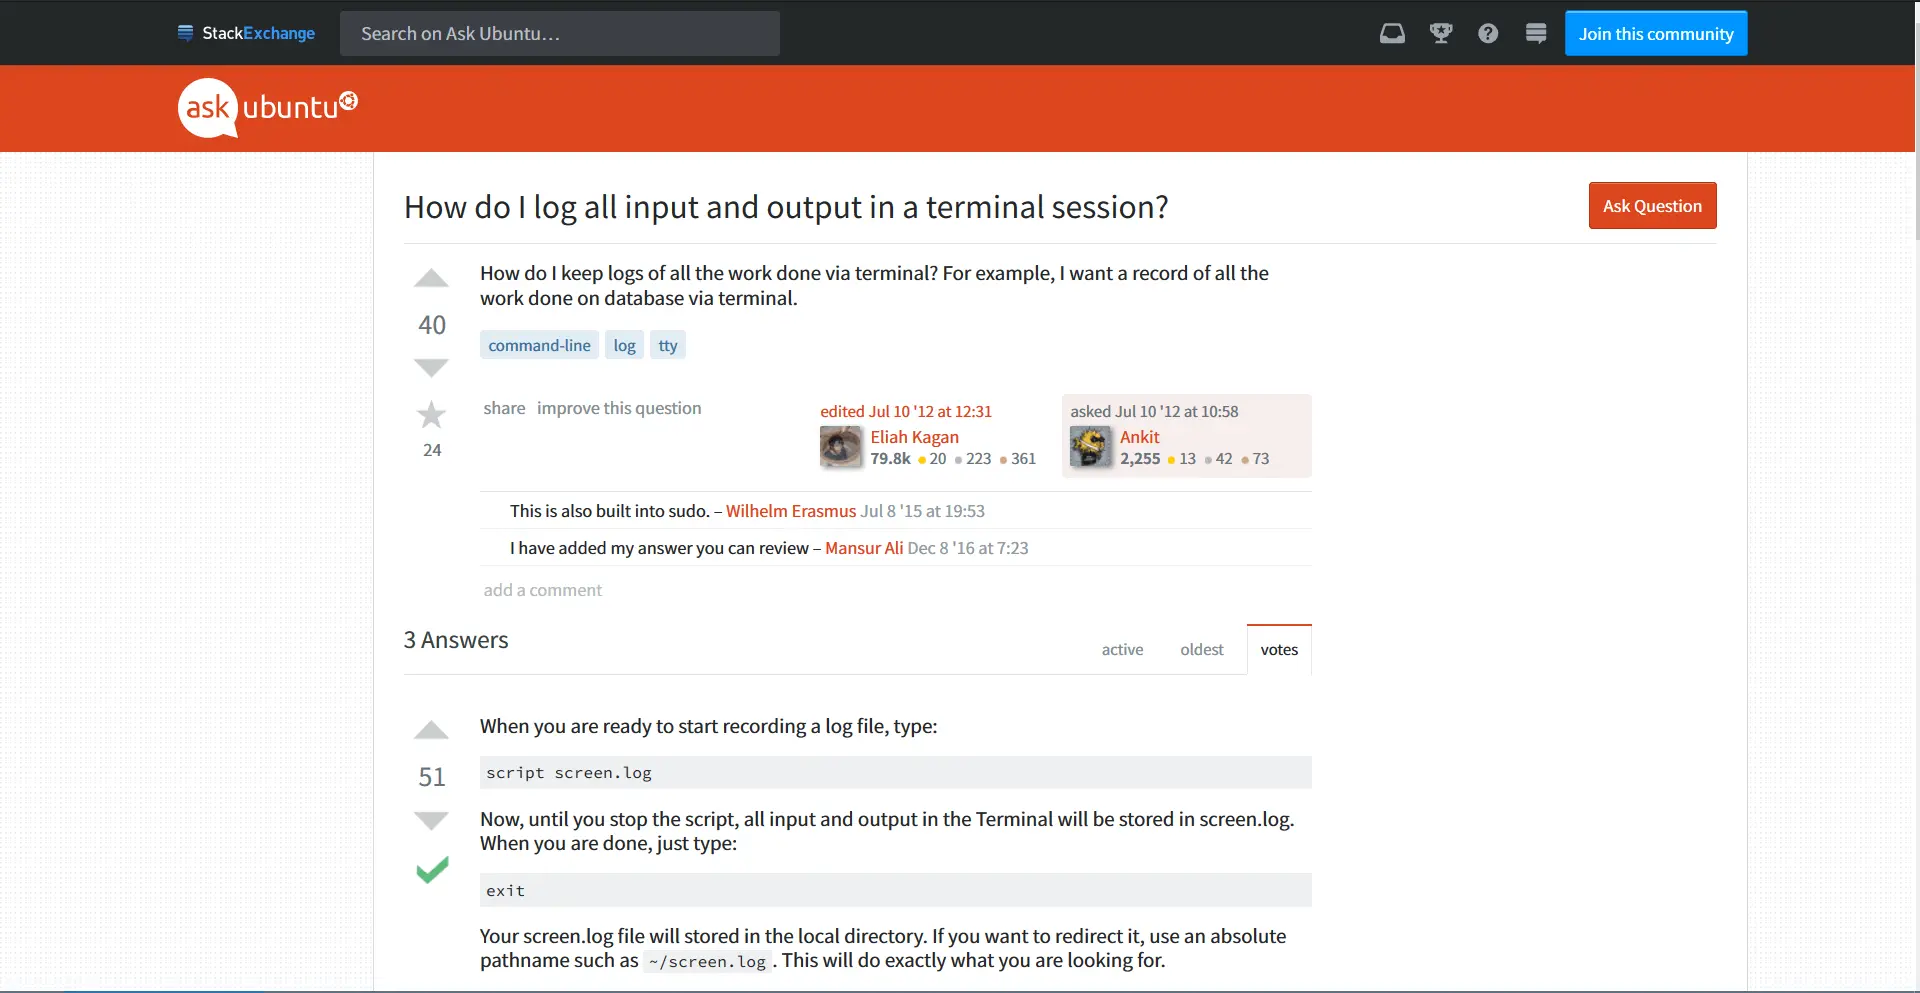 StackExchange
Search on Ask Ubuntu…
?
Join this community
ask ubuntu
How do I log all input and output in a terminal session?
Ask Question
How do I keep logs of all the work done via terminal? For example, I want a record of all the
work done on database via terminal.
40
command-line log tty
24
share improve this question
edited Jul 10 '12 at 12:31
Eliah Kagan
79.8k 20 223 361
asked Jul 10 '12 at 10:58
Ankit
2,255 13 42 73
This is also built into sudo. – Wilhelm Erasmus Jul 8 '15 at 19:53
I have added my answer you can review – Mansur Ali Dec 8 '16 at 7:23
add a comment
3 Answers
active oldest votes
51
When you are ready to start recording a log file, type:
script screen.log
Now, until you stop the script, all input and output in the Terminal will be stored in screen.log.
When you are done, just type:
exit
Your screen.log file will stored in the local directory. If you want to redirect it, use an absolute
pathname such as ~/screen.log . This will do exactly what you are looking for.